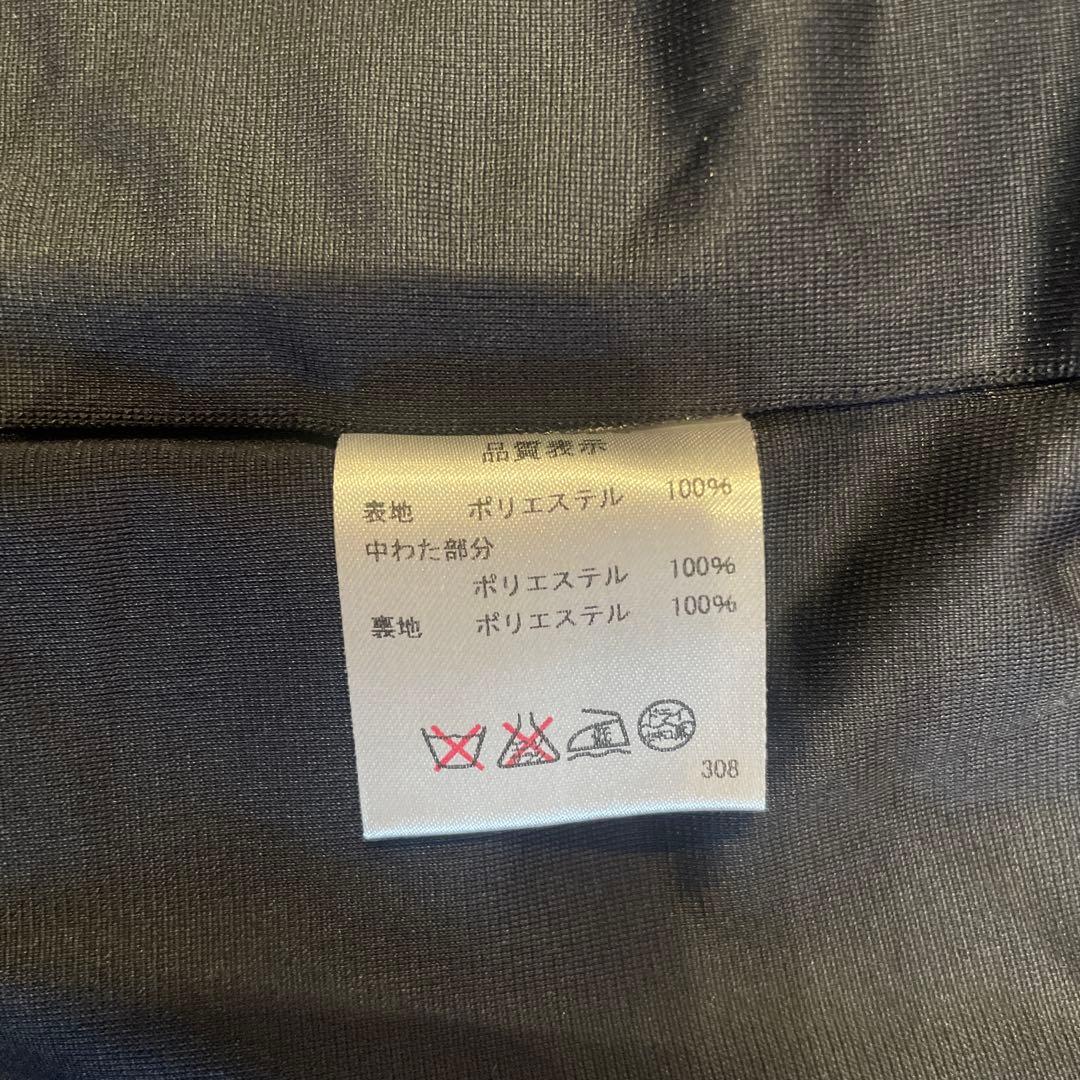 品質表示
表地 ポリエステル 100%
中わた部分
ポリエステル 100%
裏地 ポリエステル 100%
低 ドライ
308